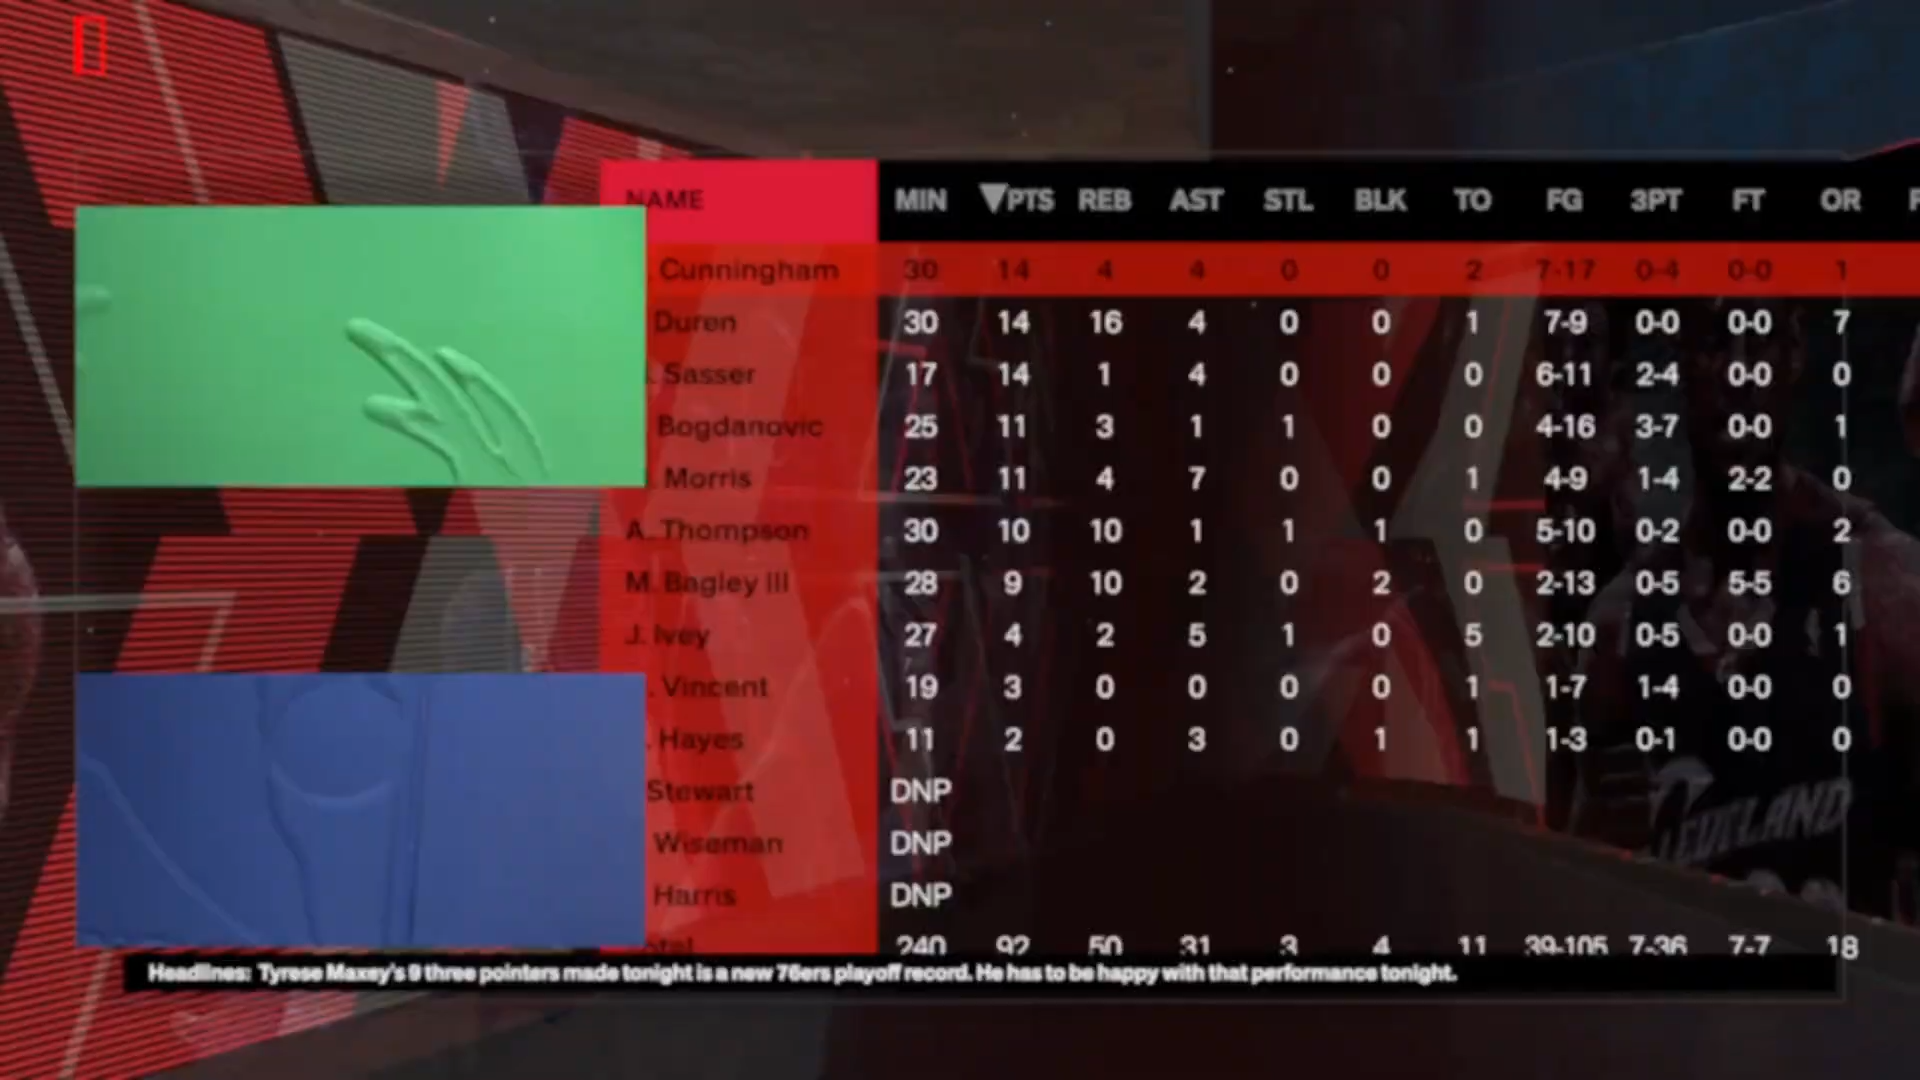 NAME MIN ▼PTS REB AST STL BLK TO FG 3PT FT OR
. Cunningham 30 14 4 4 0 0 2 7-17 0-4 0-0 1
Duren 30 14 16 4 0 0 1 7-9 0-0 0-0 7
. Sasser 17 14 1 4 0 0 0 6-11 2-4 0-0 0
Bogdanovic 25 11 3 1 1 0 0 4-16 3-7 0-0 1
. Morris 23 11 4 7 0 0 1 4-9 1-4 2-2 0
A. Thompson 30 10 10 1 1 1 0 5-10 0-2 0-0 2
M. Bagley III 28 9 10 2 0 2 0 2-13 0-5 5-5 6
J. Ivey 27 4 2 5 1 0 5 2-10 0-5 0-0 1
. Vincent 19 3 0 0 0 0 1 1-7 1-4 0-0 0
. Hayes 11 2 0 3 0 1 1 1-3 0-1 0-0 0
Stewart DNP
Wiseman DNP
Harris DNP
otal 240 92 50 31 3 4 11 39-105 7-36 7-7 18
Headlines: Tyrese Maxey's 9 three pointers made tonight is a new 76ers playoff record. He has to be happy with that performance tonight.